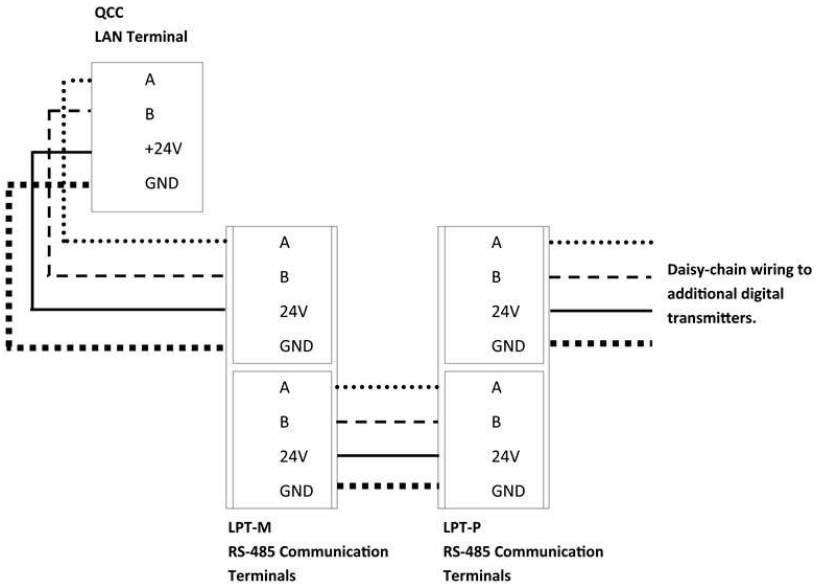 QCC
LAN Terminal
A
B
+24V
GND
A
B
24V
GND
A
B
24V
GND
LPT-M
RS-485 Communication
Terminals
A
B
24V
GND
A
B
24V
GND
LPT-P
RS-485 Communication
Terminals
Daisy-chain wiring to
additional digital
transmitters.